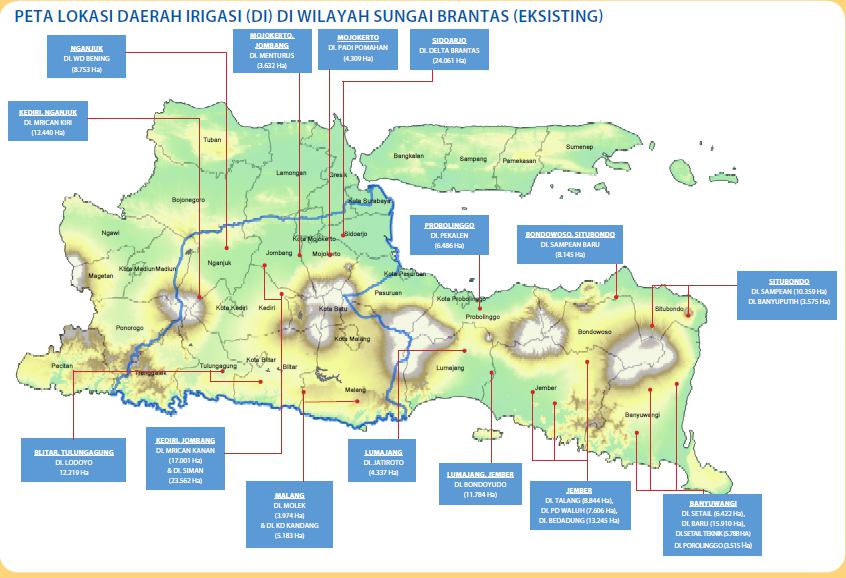 PETA LOKASI DAERAH IRIGASI (DI) DI WILAYAH SUNGAI BRANTAS (EKSISTING)
NGANJUK
DI. WD BENING
(8.753 Ha)
MOJOKERTO,
JOMBANG
DI. MENTURUS
(3.632 Ha)
MOJOKERTO
DI. PADI POMAHAN
(4.309 Ha)
SIDOARJO
DI. DELTA BRANTAS
(24.061 Ha)
KEDIRI, NGANJUK
DI. MRICAN KIRI
(12.440 Ha)
Tuban
Lamongan
Gresik
Bangkalan
Sampang
Pamekasan
Sumenep
Bojonegoro
Kota Surabaya
Ngawi
Nganjuk
Jombang
Kota Mojokerto
Mojokerto
Sidoarjo
PROBOLINGGO
DI. PEKALEN
(6.486 Ha)
BONDOWOSO, SITUBONDO
DI. SAMPEAN BARU
(8.145 Ha)
SITUBONDO
DI. SAMPEAN (10.359 Ha)
DI. BANYUPUTIH (3.575 Ha)
Magetan
Kota Madiun
Madiun
Kota Pasuruan
Pasuruan
Kota Probolinggo
Probolinggo
Situbondo
Ponorogo
Kota Kediri
Kediri
Kota Batu
Kota Malang
Bondowoso
Pacitan
Trenggalek
Tulungagung
Kota Blitar
Blitar
Malang
Lumajang
Jember
Banyuwangi
BLITAR, TULUNGAGUNG
DI. LODOYO
12.219 Ha
KEDIRI, JOMBANG
DI. MRICAN KANAN
(17.001 Ha)
& DI. SIMAN
(23.562 Ha)
MALANG
DI. MOLEK
(3.974 Ha)
& DI. KD KANDANG
(5.183 Ha)
LUMAJANG
DI. JATIROTO
(4.337 Ha)
LUMAJANG, JEMBER
DI. BONDOYUDO
(11.784 Ha)
JEMBER
DI. TALANG (8.844 Ha),
DI. PD WALUH (7.606 Ha),
DI. BEDADUNG (13.245 Ha)
BANYUWANGI
DI. SETAIL (6.422 Ha),
DI. BARU (15.910 Ha),
DI.SETAIL TEKNIK (5.788 HA)
DI. POROLINGGO (3.515 Ha)